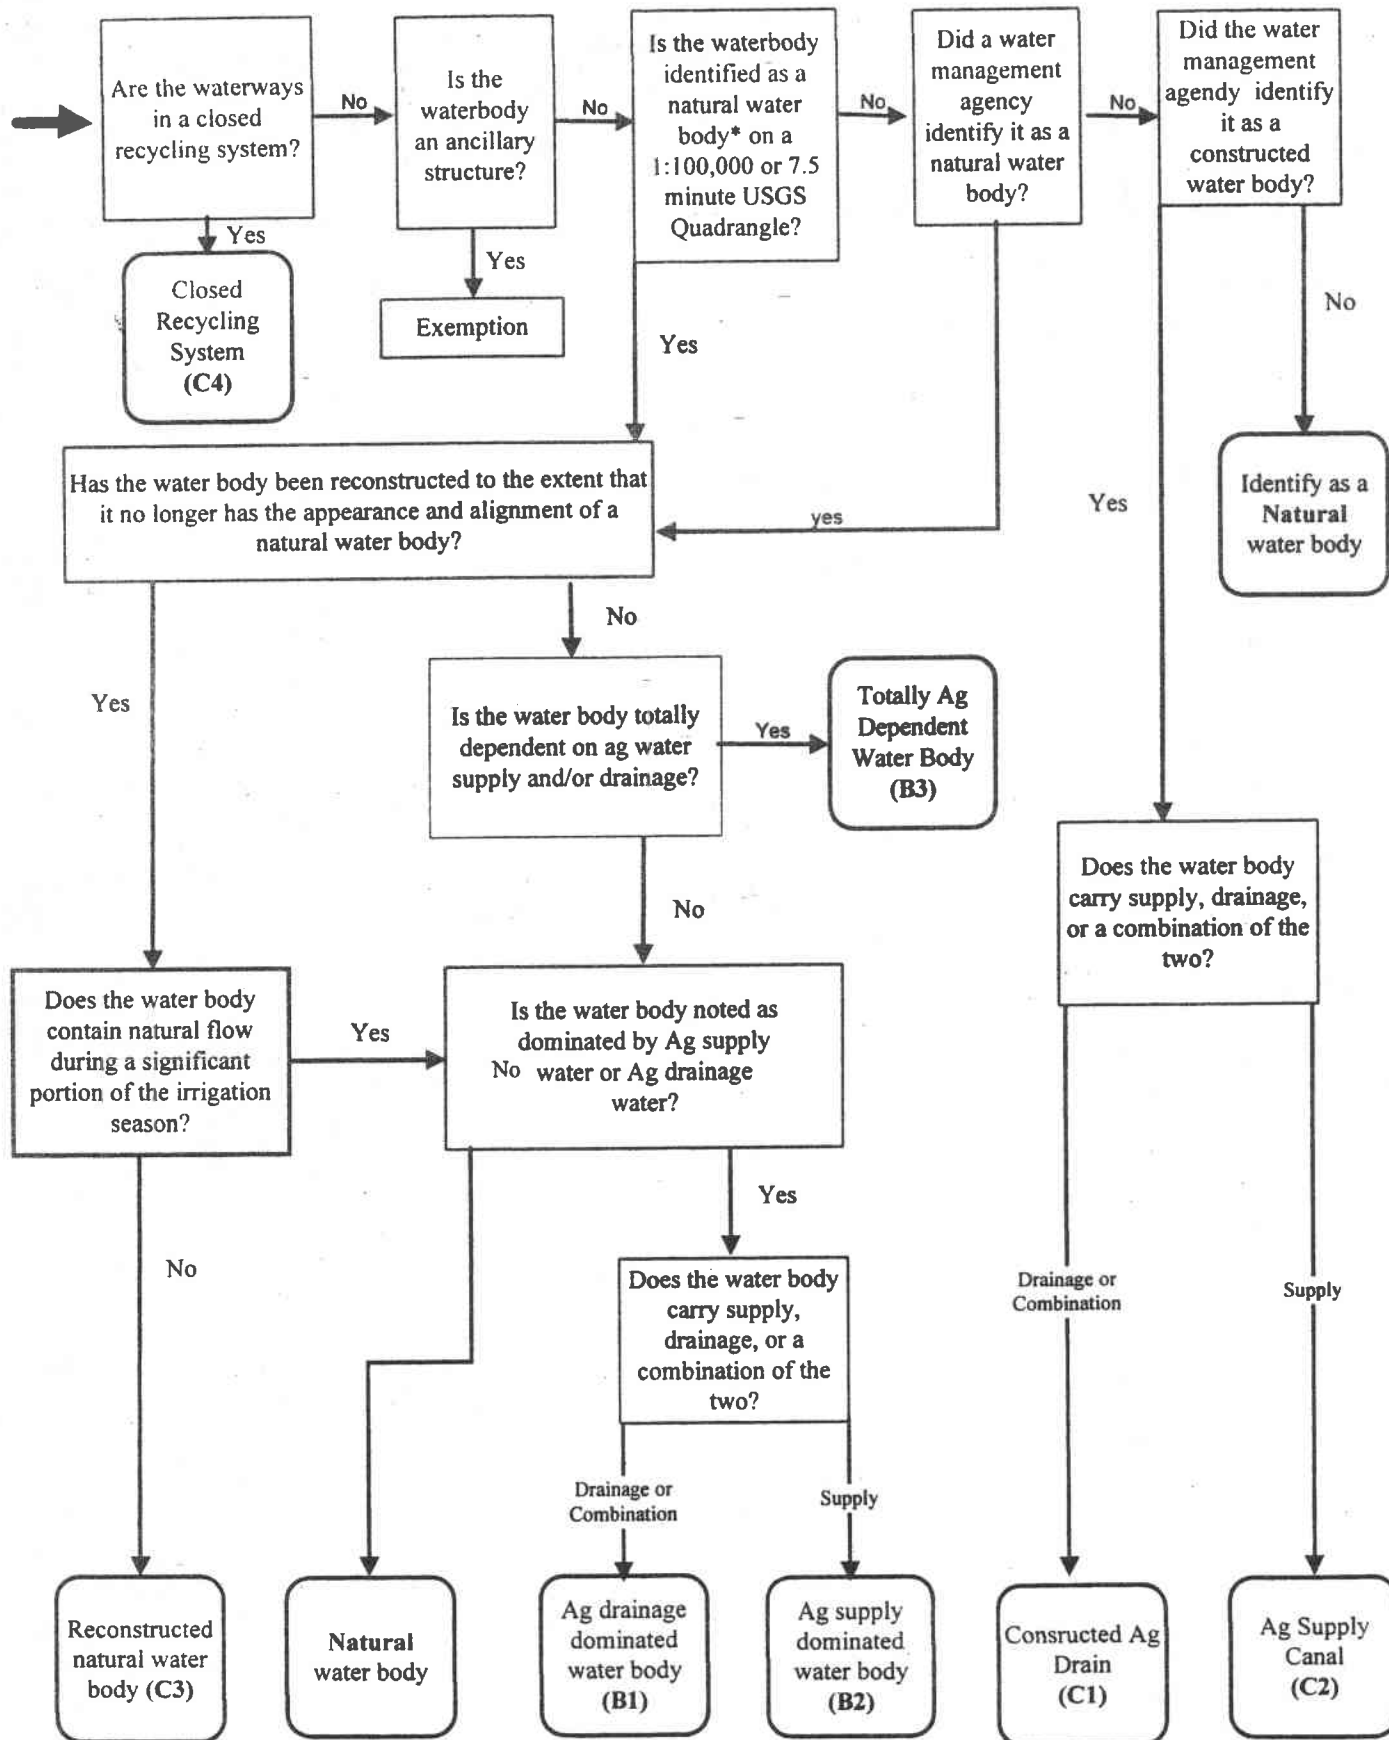 Are the waterways
in a closed
recycling system?
No
Is the
waterbody
an ancillary
structure?
No
Is the waterbody
identified as a
natural water
body* on a
1:100,000 or 7.5
minute USGS
Quadrangle?
No
Did a water
management
agency
identify it as a
natural water
body?
No
Did the water
management
agendy identify
it as a
constructed
water body?
Yes
Closed
Recycling
System
(C4)
Yes
Exemption
Yes
yes
Yes
No
Identify as a
Natural
water body
Has the water body been reconstructed to the extent that
it no longer has the appearance and alignment of a
natural water body?
Yes
No
Is the water body totally
dependent on ag water
supply and/or drainage?
Yes
Totally Ag
Dependent
Water Body
(B3)
No
Does the water body
carry supply, drainage,
or a combination of the
two?
Does the water body
contain natural flow
during a significant
portion of the irrigation
season?
Yes
Is the water body noted as
dominated by Ag supply
No water or Ag drainage
water?
No
Yes
Does the water body
carry supply,
drainage, or a
combination of the
two?
Drainage or
Combination
Supply
Drainage or
Combination
Supply
Reconstructed
natural water
body (C3)
Natural
water body
Ag drainage
dominated
water body
(B1)
Ag supply
dominated
water body
(B2)
Consructed Ag
Drain
(C1)
Ag Supply
Canal
(C2)